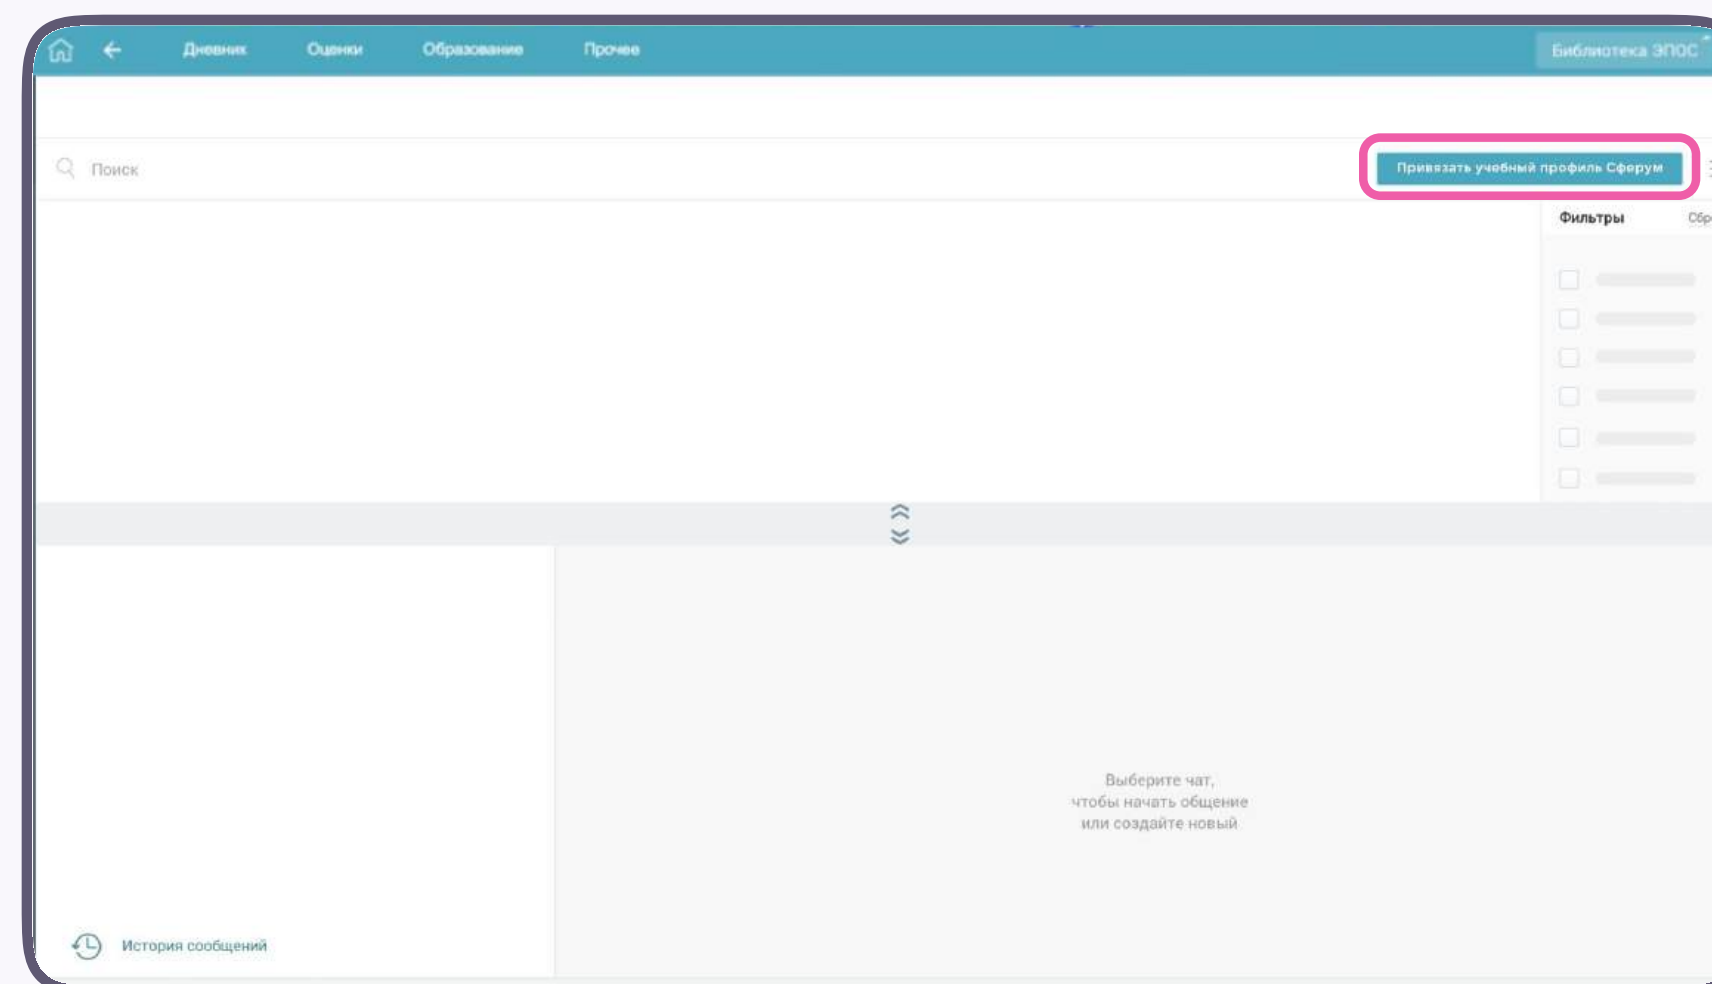 Дневник Оценки Образование Прочее Библиотека ЭПОС
Поиск
Привязать учебный профиль Сферум
Фильтры
Выберите чат,
чтобы начать общение
или создайте новый
История сообщений